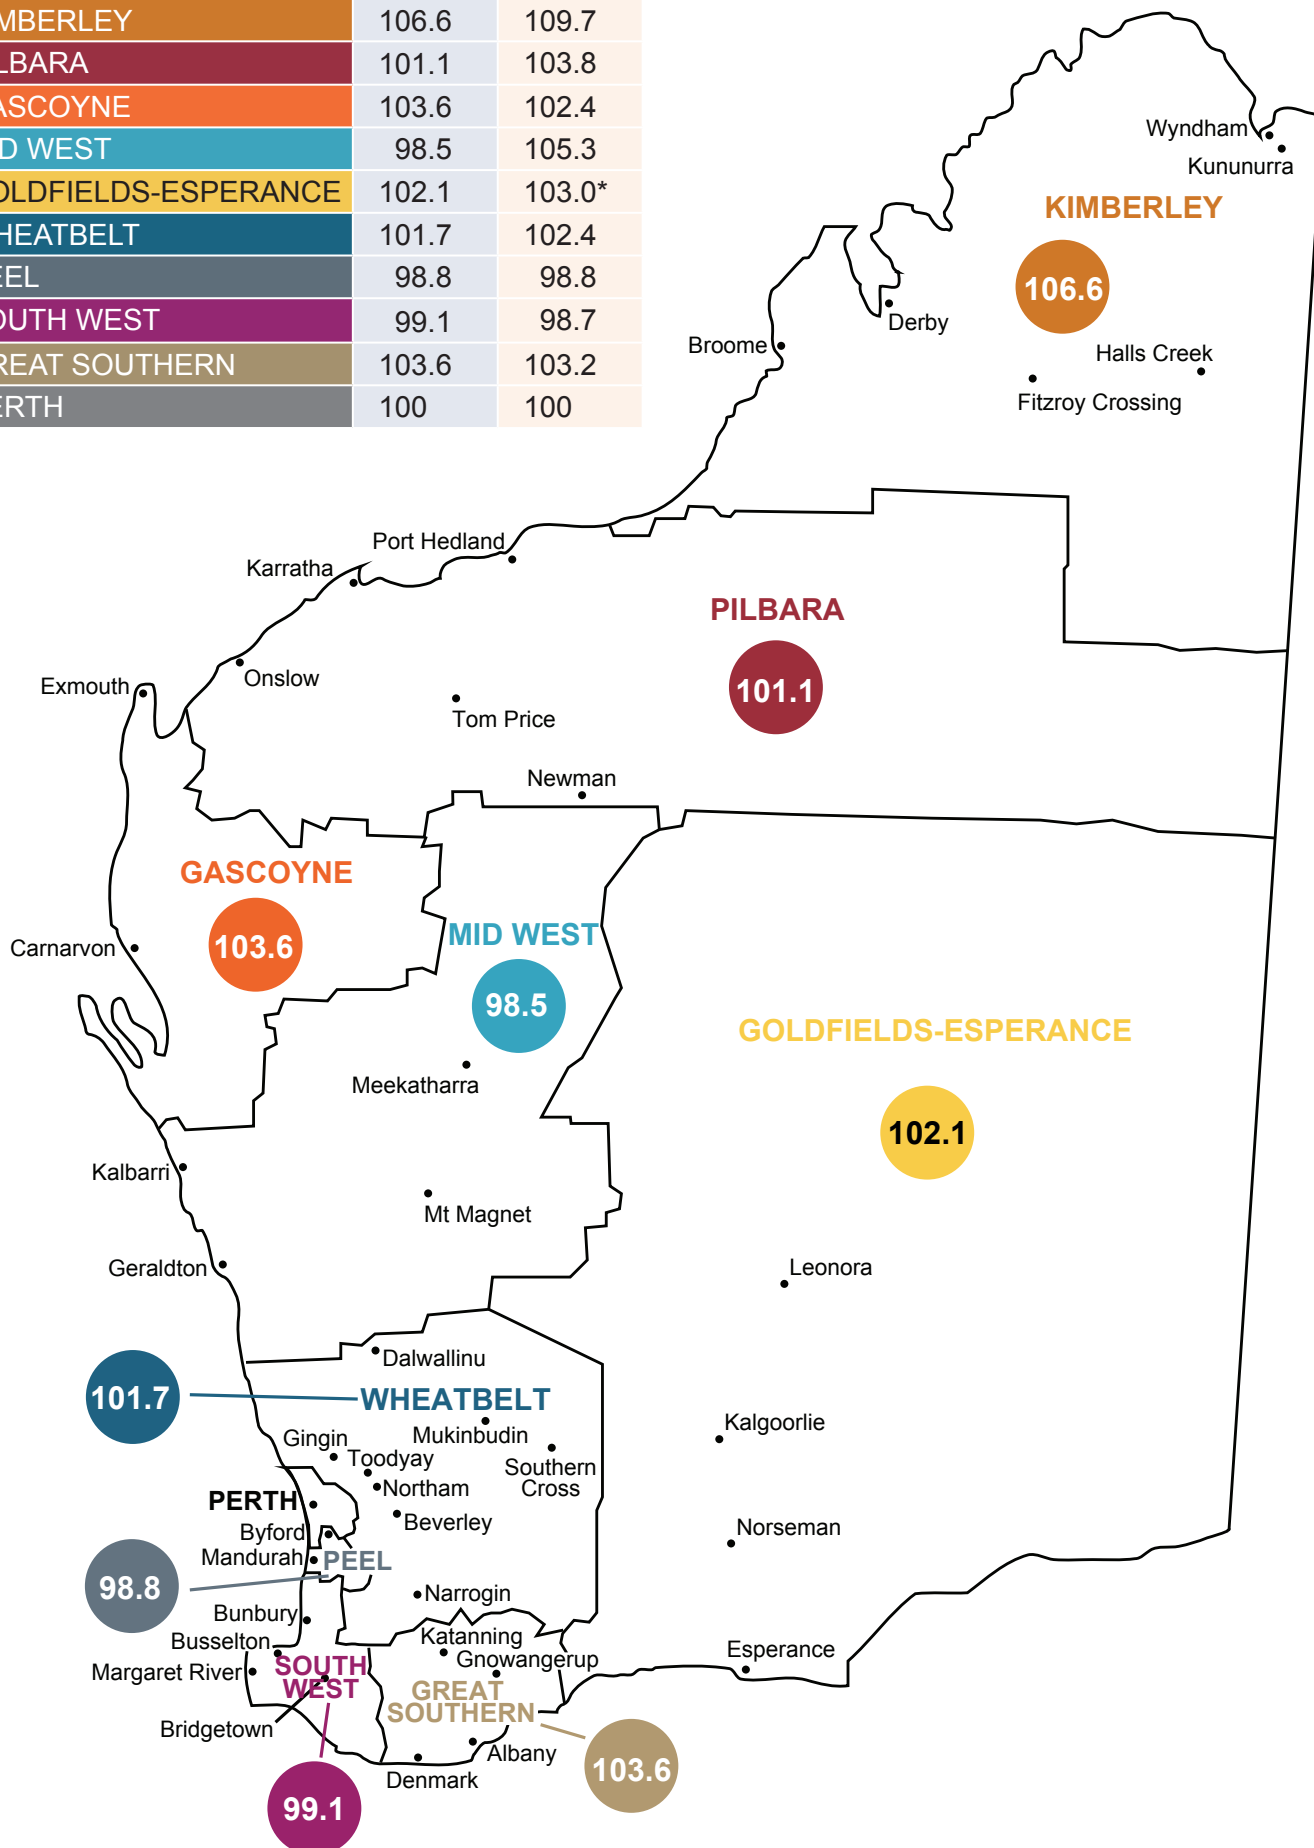 MBERLEY 106.6 109.7
LBARA 101.1 103.8
ASCOYNE 103.6 102.4
D WEST 98.5 105.3
OLDFIELDS-ESPERANCE 102.1 103.0*
HEATBELT 101.7 102.4
EEL 98.8 98.8
OUTH WEST 99.1 98.7
REAT SOUTHERN 103.6 103.2
ERTH 100 100
Wyndham
Kununurra
KIMBERLEY
106.6
Derby
Broome
Halls Creek
Fitzroy Crossing
Port Hedland
Karratha
PILBARA
101.1
Onslow
Exmouth
Tom Price
Newman
GASCOYNE
103.6
MID WEST
98.5
Carnarvon
GOLDFIELDS-ESPERANCE
102.1
Meekatharra
Kalbarri
Mt Magnet
Geraldton
Leonora
Dalwallinu
101.7
WHEATBELT
Mukinbudin
Kalgoorlie
Gingin
Toodyay
Southern
Cross
Northam
PERTH
Beverley
Byford
Norseman
Mandurah
PEEL
98.8
Narrogin
Bunbury
Busselton
Katanning
Esperance
Gnowangerup
Margaret River
SOUTH
WEST
GREAT
SOUTHERN
Bridgetown
Albany
103.6
Denmark
99.1